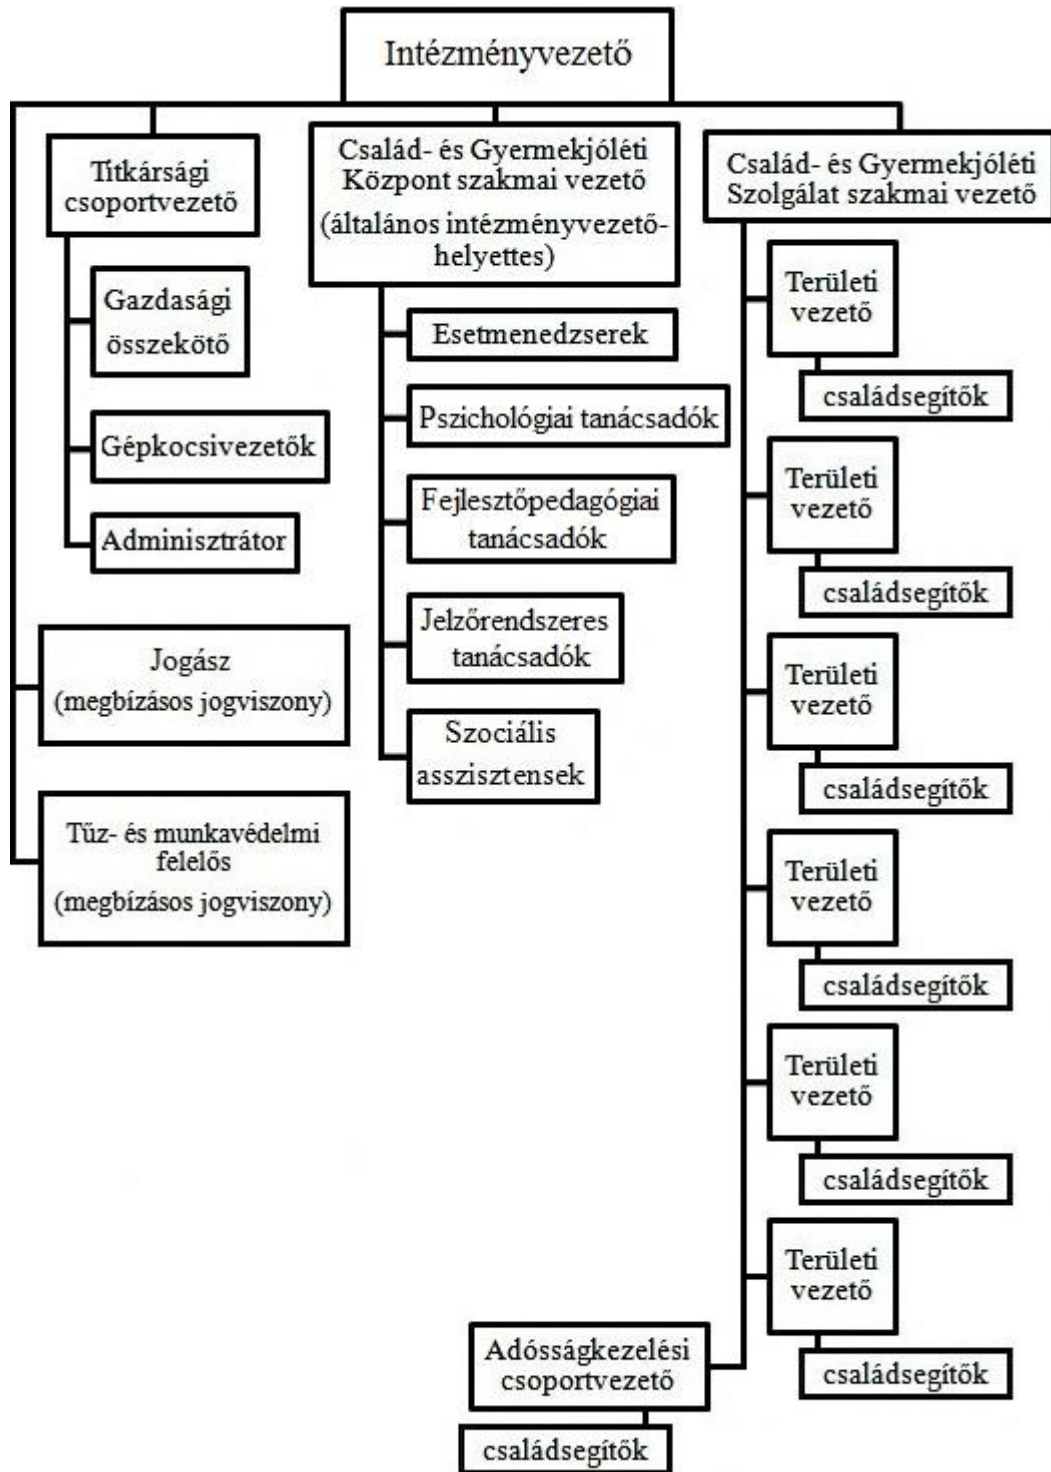 Intézményvezető
Titkársági
csoportvezető
Gazdasági
összekötő
Gépkocsivezetők
Adminisztrátor
Jogász
(megbízásos jogviszony)
Tűz- és munkavédelmi
felelős
(megbízásos jogviszony)
Család- és Gyermekjóléti
Központ szakmai vezető
(általános intézményvezető-
helyettes)
Esetmenedzserek
Pszichológiai tanácsadók
Fejlesztőpedagógiai
tanácsadók
Jelzőrendszeres
tanácsadók
Szociális
asszisztensek
Család- és Gyermekjóléti
Szolgálat szakmai vezető
Területi
vezető
családsegítők
Területi
vezető
családsegítők
Területi
vezető
családsegítők
Területi
vezető
családsegítők
Területi
vezető
családsegítők
Területi
vezető
családsegítők
Adósságkezelési
csoportvezető
családsegítők